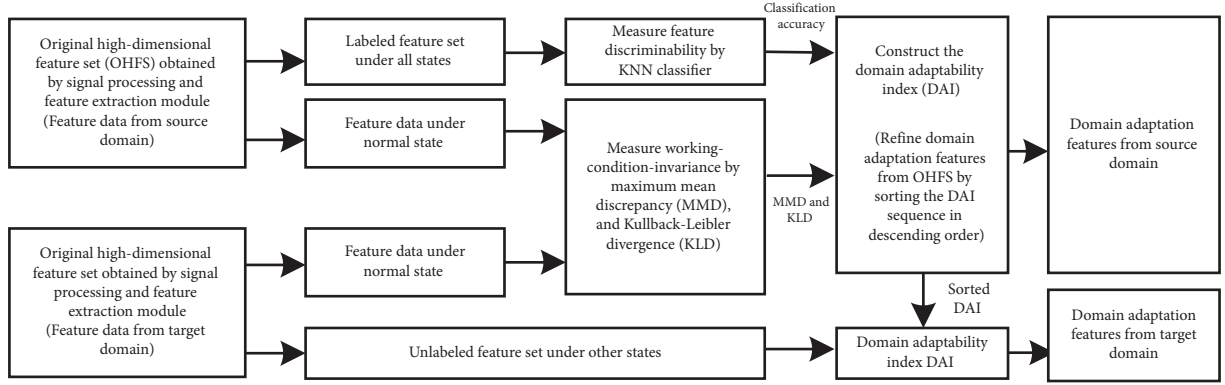 Original high-dimensional
feature set (OHFS) obtained
by signal processing and
feature extraction module
(Feature data from source
domain)
Labeled feature set
under all states
Measure feature
discriminability by
KNN classifier
Classification
accuracy
Construct the
domain adaptability
index (DAI)
(Refine domain
adaptation features
from OHFS by
sorting the DAI
sequence in
descending order)
Domain adaptation
features from source
domain
Feature data under
normal state
Measure working-
condition-invariance by
maximum mean
discrepancy (MMD),
and Kullback-Leibler
divergence (KLD)
MMD and
KLD
Original high-dimensional
feature set obtained by signal
processing and feature
extraction module
(Feature data from target
domain)
Feature data under
normal state
Unlabeled feature set under other states
Sorted
DAI
Domain adaptability
index DAI
Domain adaptation
features from target
domain